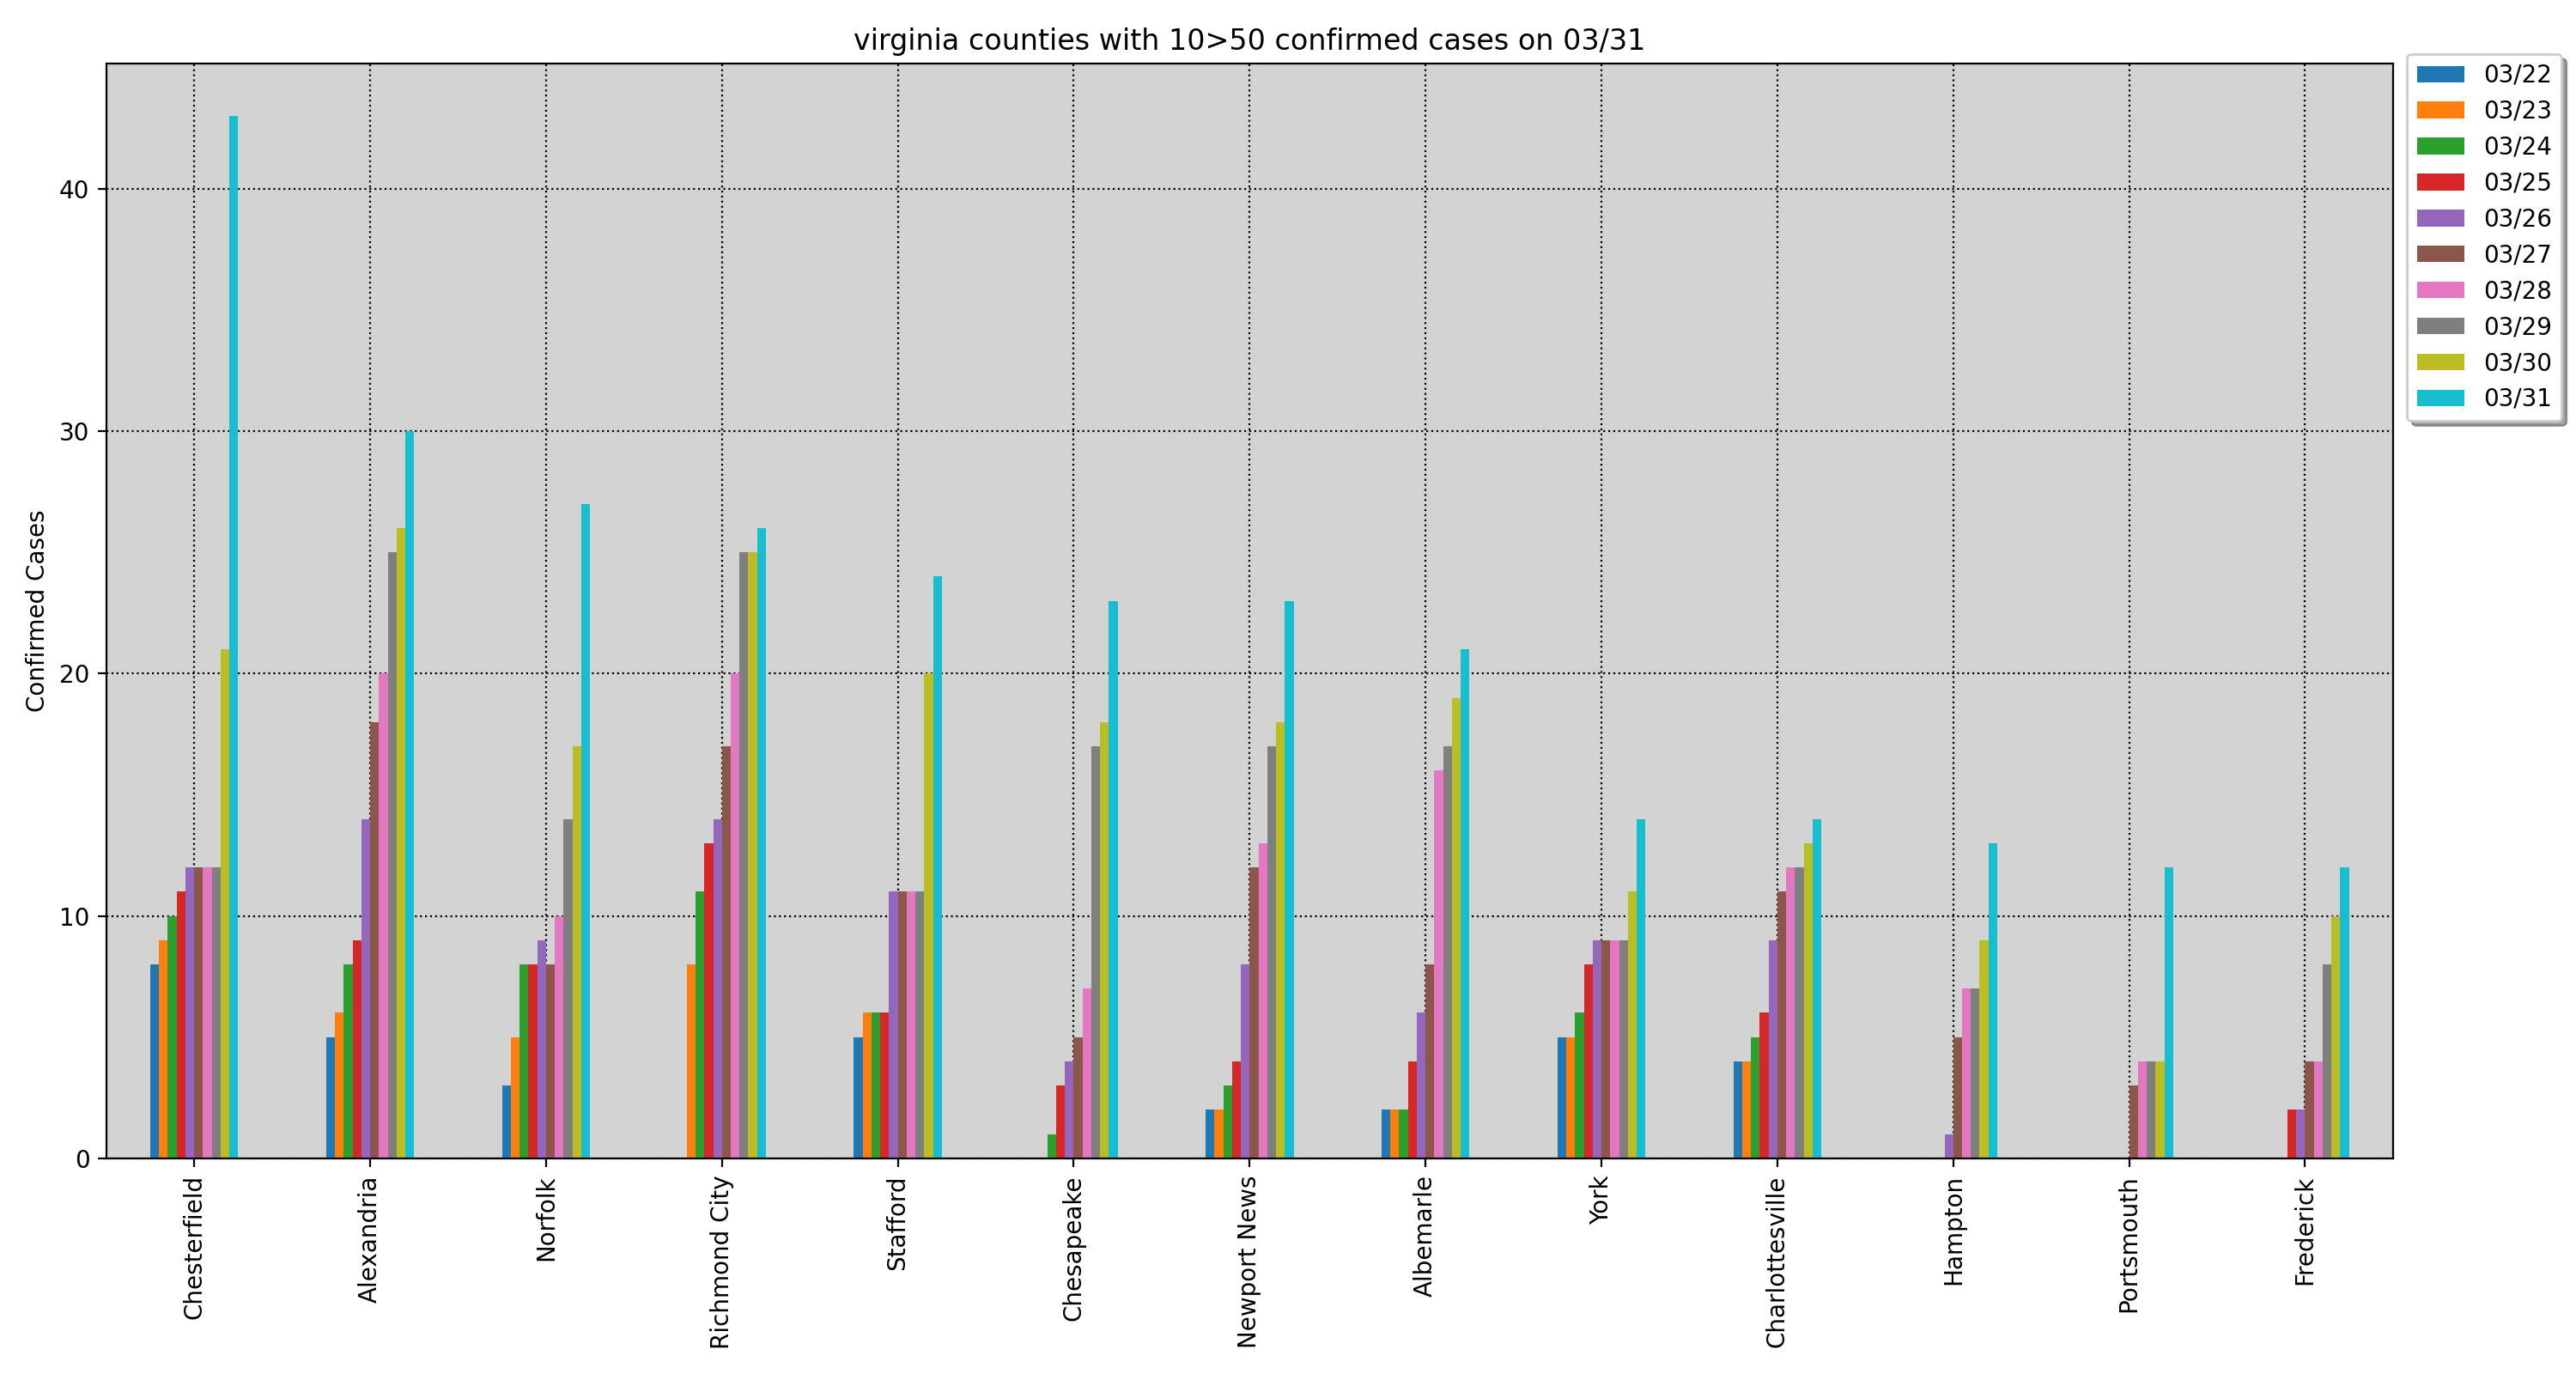 virginia counties with 10>50 confirmed cases on 03/31
03/22
03/23
03/24
03/25
03/26
03/27
03/28
03/29
03/30
03/31
Confirmed Cases
40
30
20
10
0
Chesterfield
Alexandria
Norfolk
Richmond City
Stafford
Chesapeake
Newport News
Albemarle
York
Charlottesville
Hampton
Portsmouth
Frederick